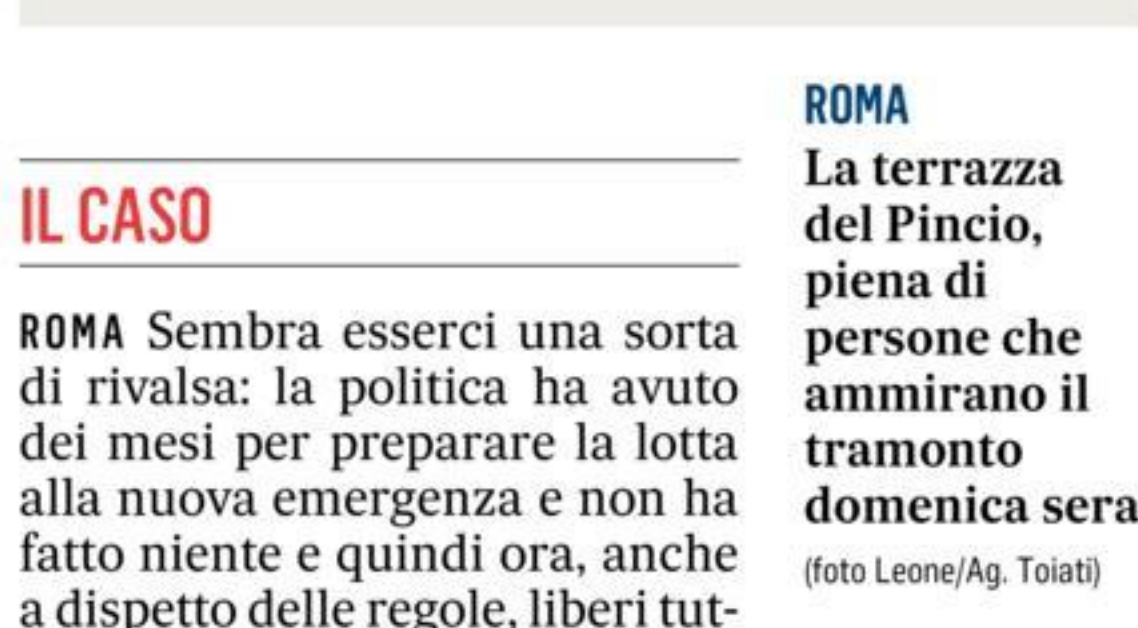 IL CASO
ROMA Sembra esserci una sorta
di rivalsa: la politica ha avuto
dei mesi per preparare la lotta
alla nuova emergenza e non ha
fatto niente e quindi ora, anche
a dispetto delle regole, liberi tut-
ROMA
La terrazza
del Pincio,
piena di
persone che
ammirano il
tramonto
domenica sera
(foto Leone/Ag. Toiati)